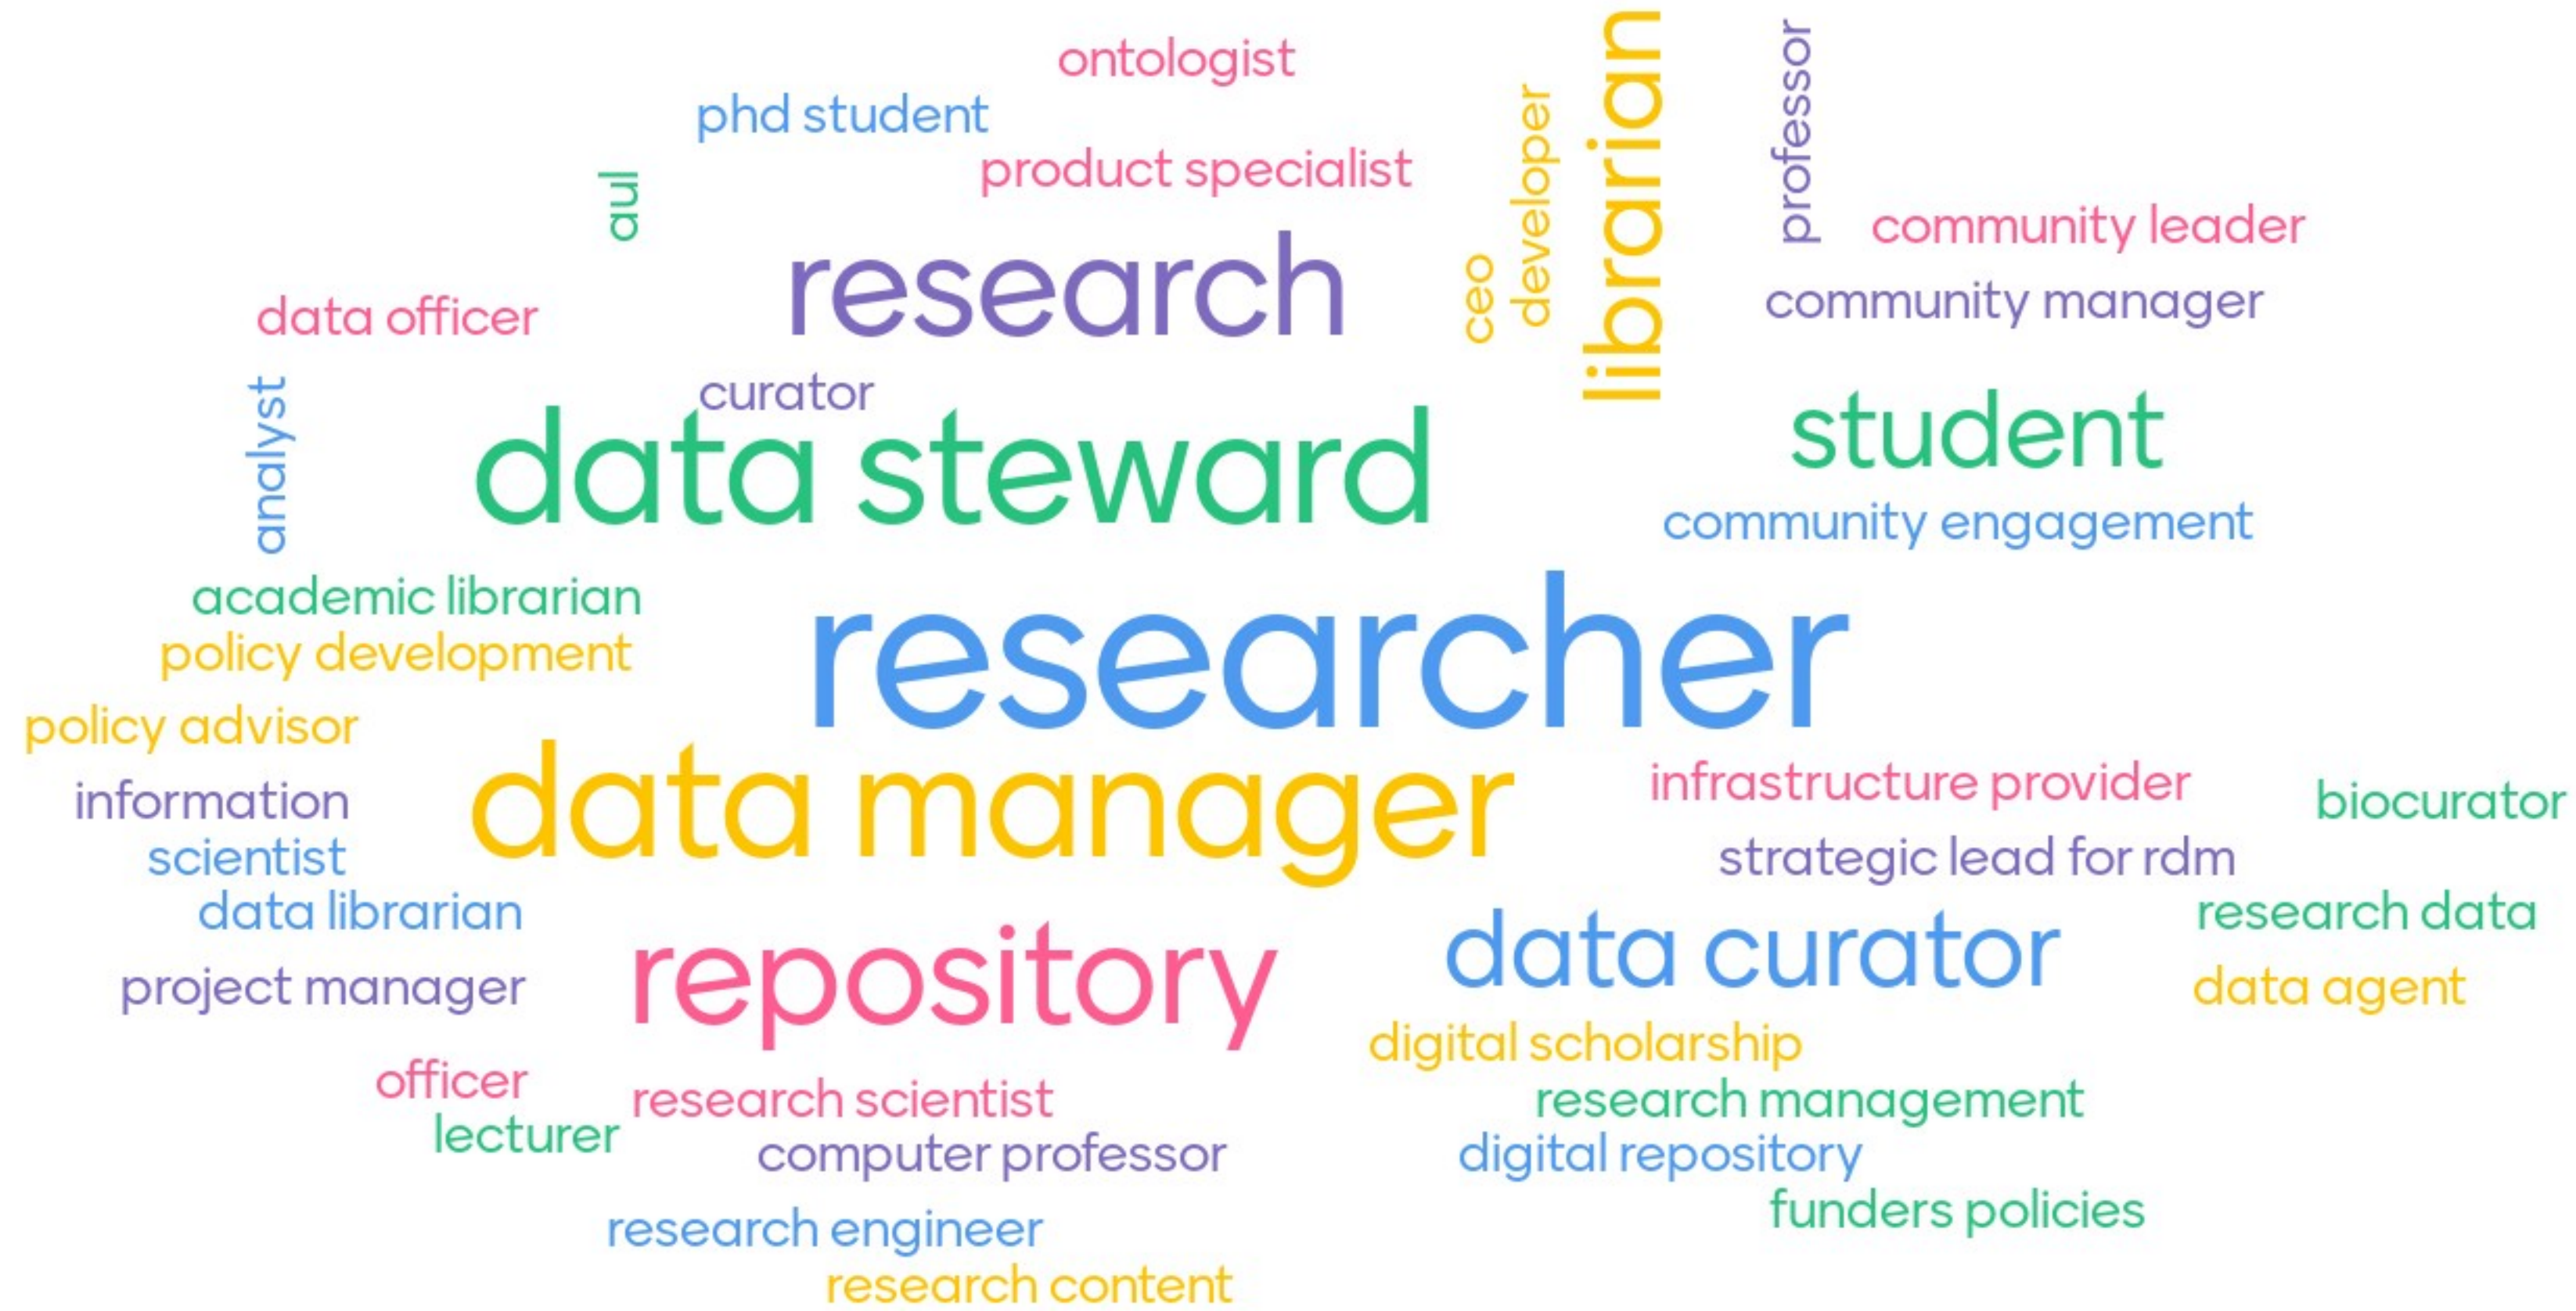 ontologist
phd student
product specialist
aul
research
ceo
developer
librarian
professor
community leader
community manager
data officer
curator
analyst
data steward
student
community engagement
academic librarian
policy development
researcher
policy advisor
information
scientist
data manager
infrastructure provider
biocurator
strategic lead for rdm
data librarian
research data
project manager
repository
data curator
data agent
digital scholarship
officer
research scientist
research management
lecturer
computer professor
digital repository
funders policies
research engineer
research content